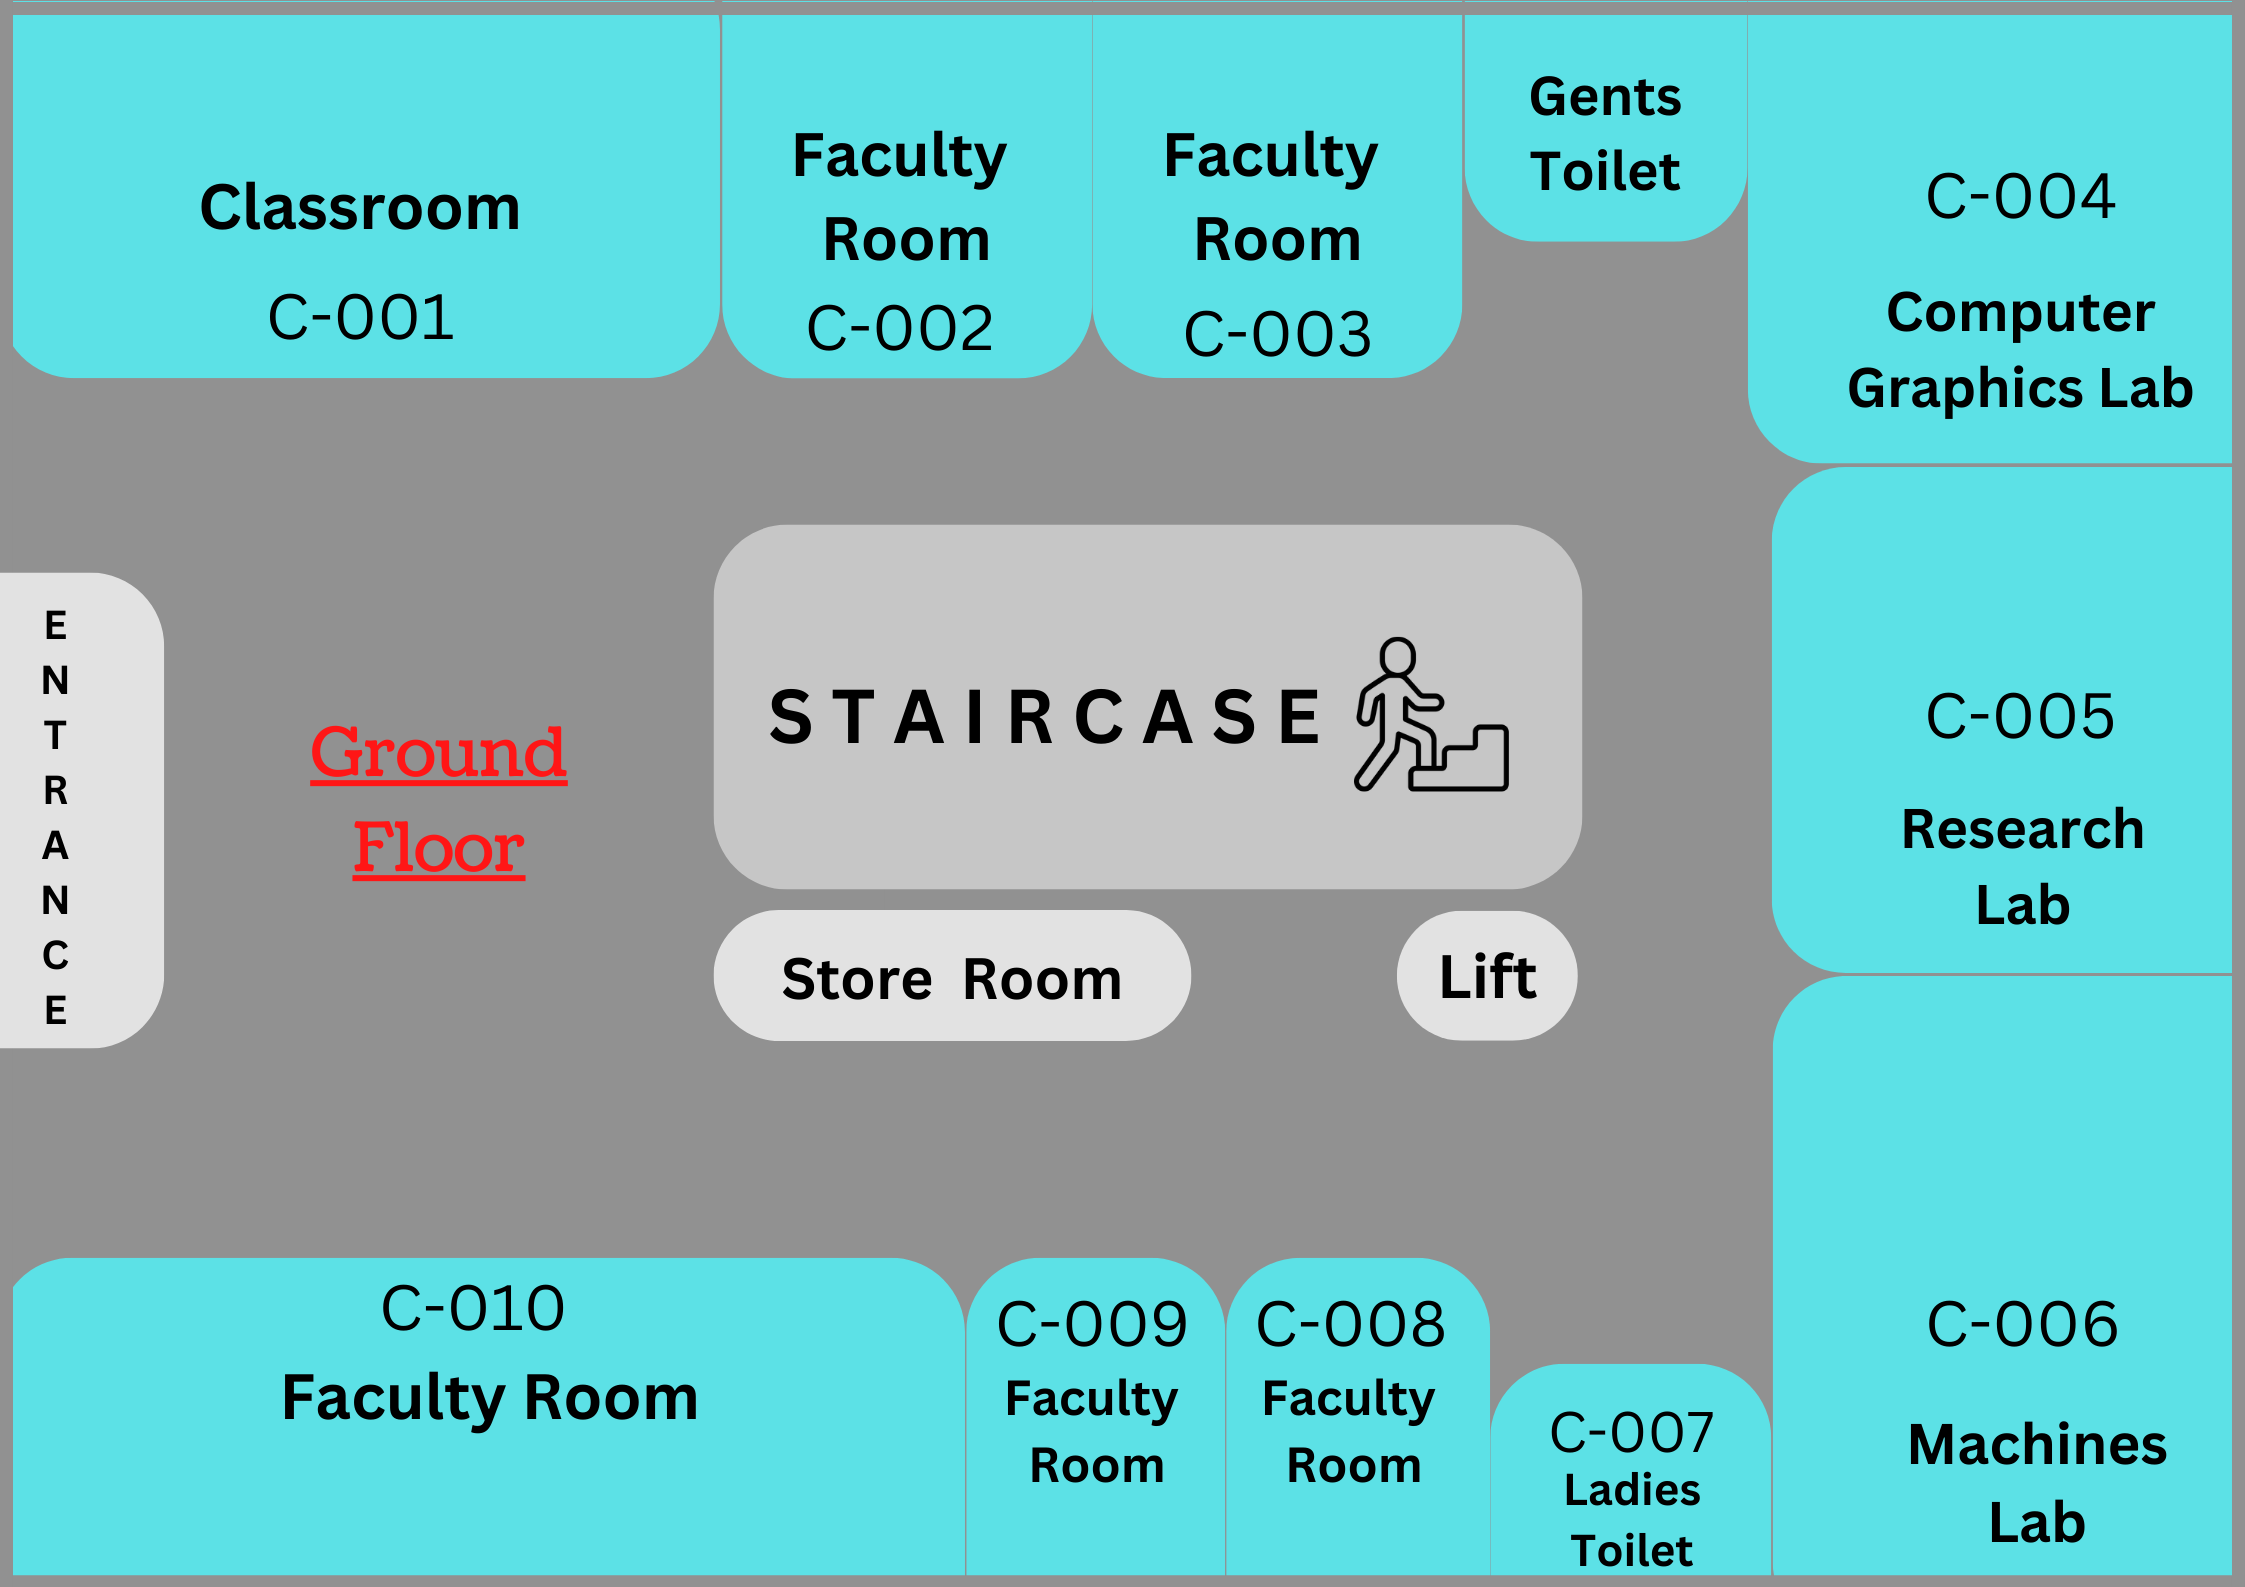 Classroom
C-001
Faculty
Room
C-002
Faculty
Room
C-003
Gents
Toilet
C-004
Computer
Graphics Lab
ENTRANCE
Ground
Floor
STAIRCASE
Store Room
Lift
C-005
Research
Lab
C-010
Faculty Room
C-009
Faculty
Room
C-008
Faculty
Room
C-007
Ladies
Toilet
C-006
Machines
Lab